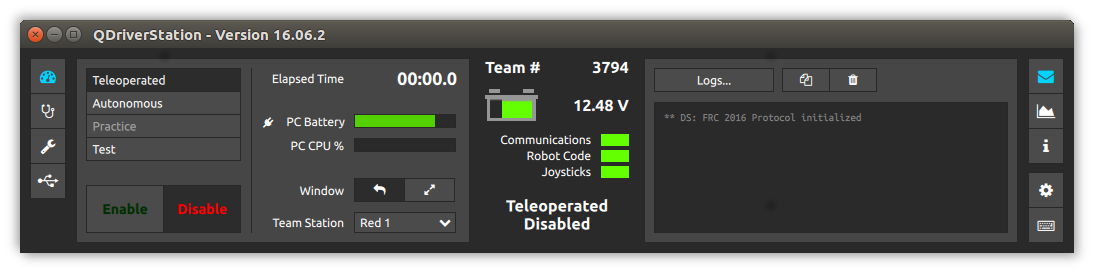 QDriverStation - Version 16.06.2
Teleoperated
Autonomous
Practice
Test
Enable
Disable
Elapsed Time 00:00.0
PC Battery
PC CPU %
Window
Team Station Red 1
Team # 3794
12.48 V
Communications
Robot Code
Joysticks
Teleoperated
Disabled
Logs...
** DS: FRC 2016 Protocol initialized